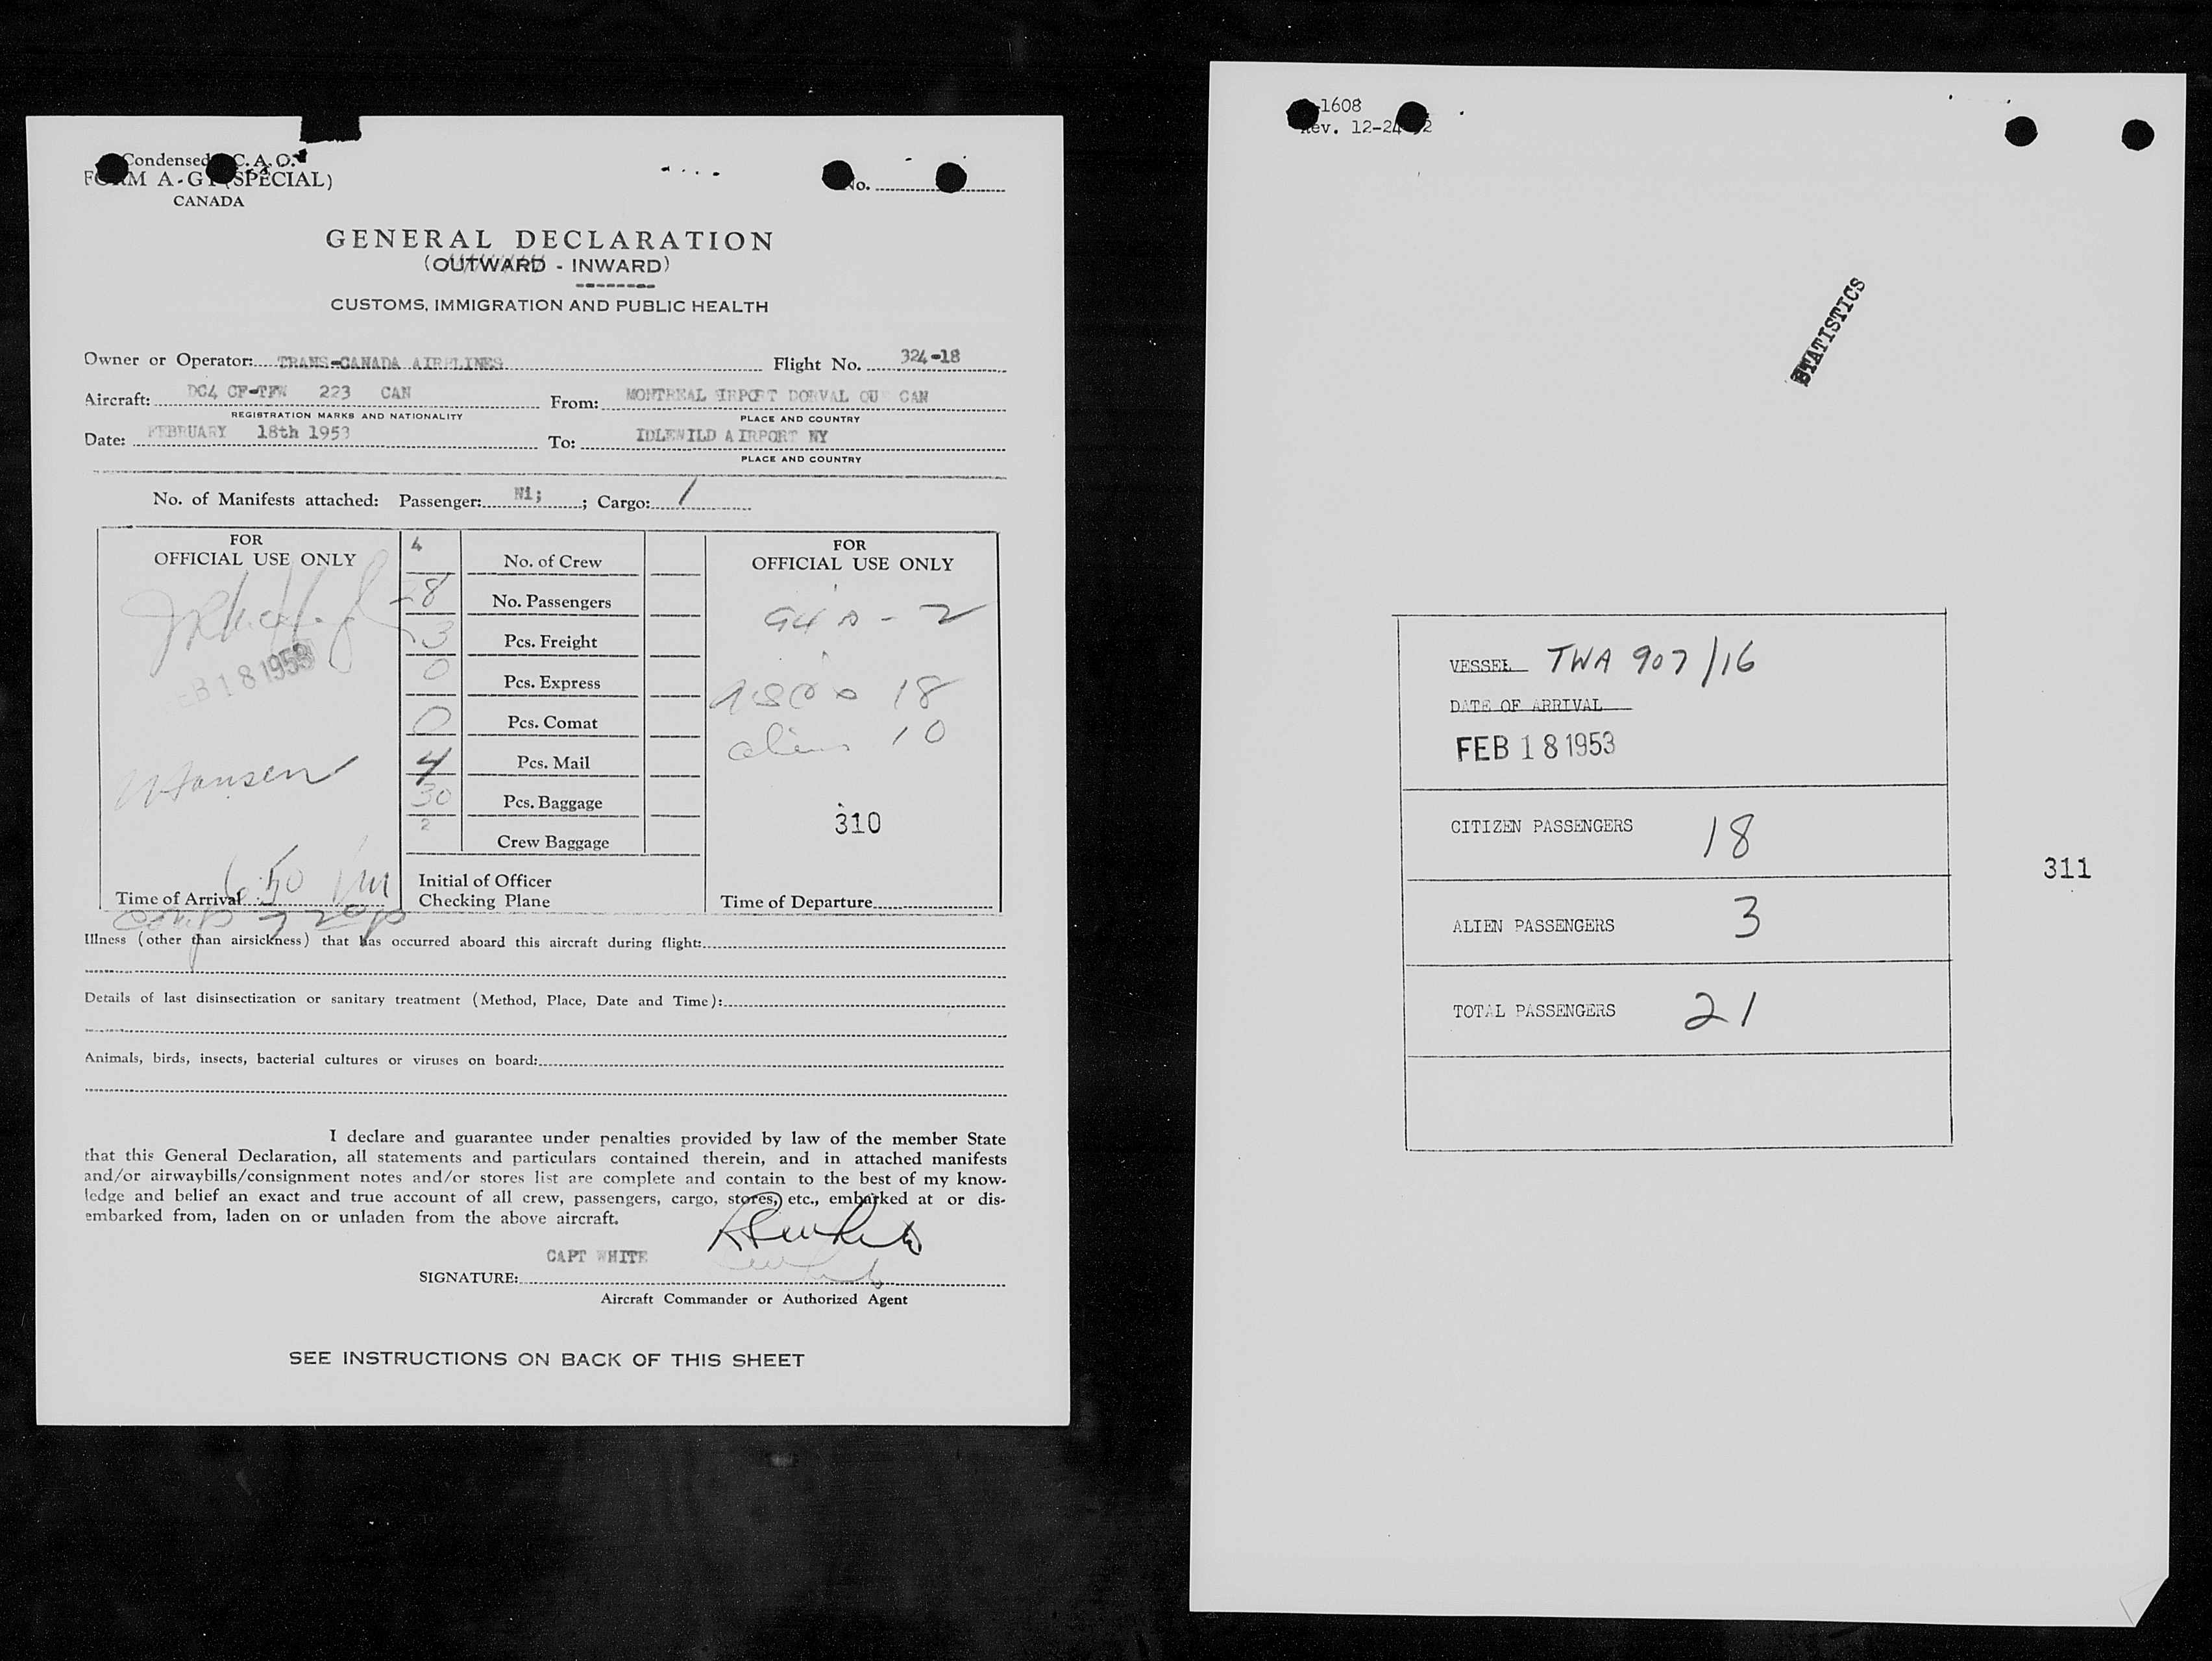 Condensed C. A. O.
FORM A-G1 (SPECIAL)
CANADA
No.
GENERAL DECLARATION
(OUTWARD - INWARD)
CUSTOMS, IMMIGRATION AND PUBLIC HEALTH
Owner or Operator: TRANS-CANADA AIRLINES Flight No. 324-18
Aircraft: DC4 CF-TFW 223 CAN From: MONTREAL AIRPORT DORVAL QUE CAN
REGISTRATION MARKS AND NATIONALITY PLACE AND COUNTRY
Date: FEBRUARY 18th 1953 To: IDLEWILD AIRPORT NY
PLACE AND COUNTRY
No. of Manifests attached: Passenger: Ni; ; Cargo: 1
FOR
OFFICIAL USE ONLY
FEB 18 1953
Hansen
Time of Arrival 6:50 PM
4 No. of Crew
28 No. Passengers
3 Pcs. Freight
0 Pcs. Express
0 Pcs. Comat
4 Pcs. Mail
30 Pcs. Baggage
2 Crew Baggage
Initial of Officer
Checking Plane
FOR
OFFICIAL USE ONLY
- 2
USC's 18
aliens 10
310
Time of Departure
Illness (other than airsickness) that has occurred aboard this aircraft during flight:
Details of last disinsectization or sanitary treatment (Method, Place, Date and Time):
Animals, birds, insects, bacterial cultures or viruses on board:
I declare and guarantee under penalties provided by law of the member State
that this General Declaration, all statements and particulars contained therein, and in attached manifests
and/or airwaybills/consignment notes and/or stores list are complete and contain to the best of my know-
ledge and belief an exact and true account of all crew, passengers, cargo, stores, etc., embarked at or dis-
embarked from, laden on or unladen from the above aircraft.
CAPT WHITE
SIGNATURE:
Aircraft Commander or Authorized Agent
SEE INSTRUCTIONS ON BACK OF THIS SHEET
-1608
Rev. 12-24-52
STATISTICS
VESSEL TWA 907/16
DATE OF ARRIVAL
FEB 18 1953
CITIZEN PASSENGERS 18
ALIEN PASSENGERS 3
TOTAL PASSENGERS 21
311